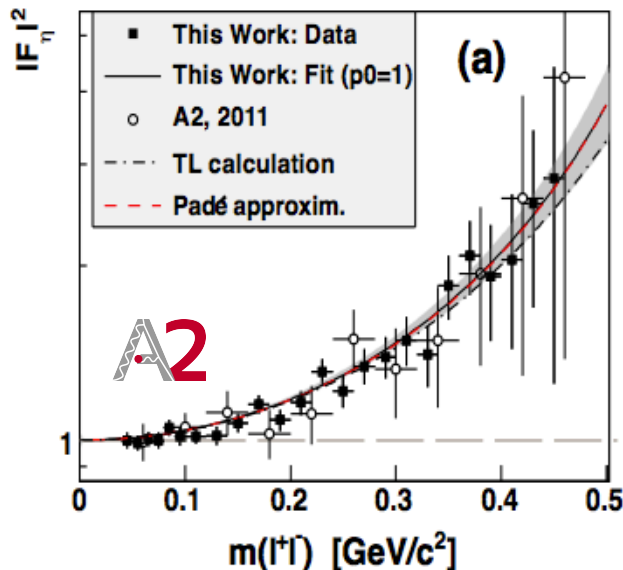 |Fη|²
This Work: Data
This Work: Fit (p0=1)
A2, 2011
TL calculation
Padé approxim.
(a)
A2
1
0 0.1 0.2 0.3 0.4 0.5
m(l⁺l⁻) [GeV/c²]